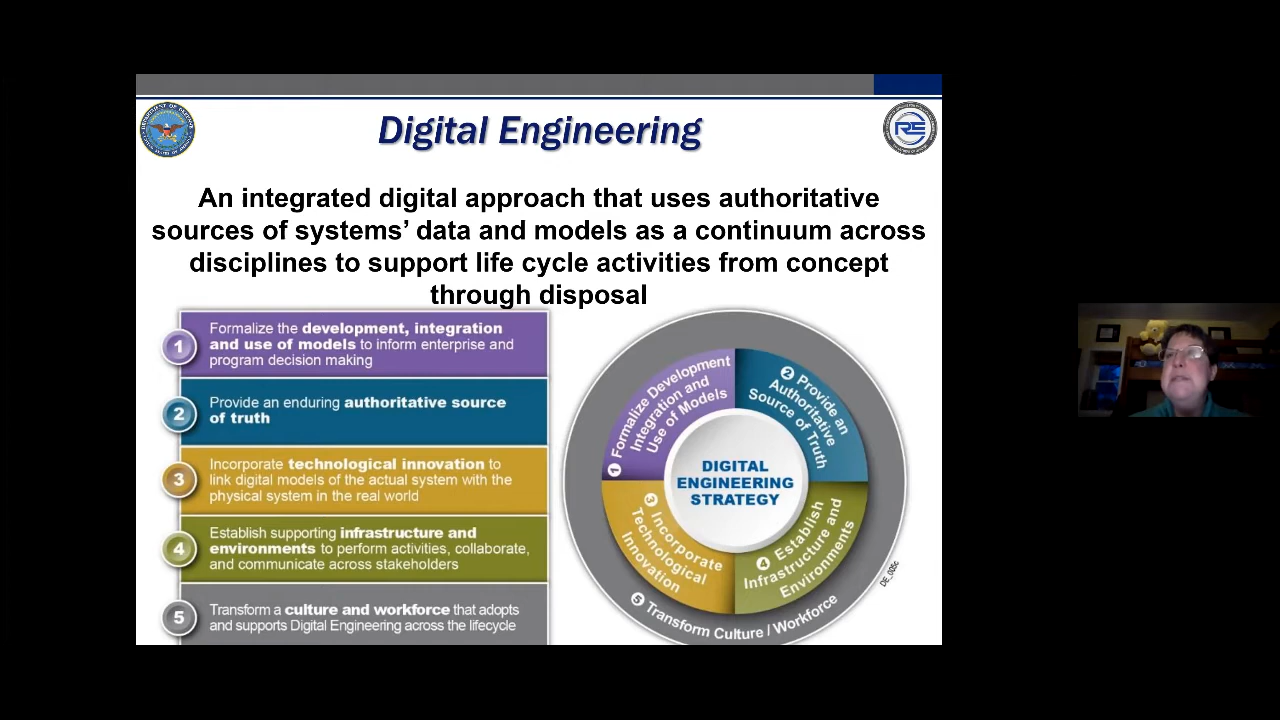 Digital Engineering
An integrated digital approach that uses authoritative
sources of systems’ data and models as a continuum across
disciplines to support life cycle activities from concept
through disposal
1
Formalize the development, integration
and use of models to inform enterprise and
program decision making
2
Provide an enduring authoritative source
of truth
3
Incorporate technological innovation to
link digital models of the actual system with the
physical system in the real world
4
Establish supporting infrastructure and
environments to perform activities, collaborate,
and communicate across stakeholders
5
Transform a culture and workforce that adopts
and supports Digital Engineering across the lifecycle
1 Formalize Development
Integration and
Use of Models
2 Provide an
Authoritative
Source of Truth
DIGITAL
ENGINEERING
STRATEGY
3 Incorporate
Technological
Innovation
4 Establish
Infrastructure and
Environments
5 Transform Culture / Workforce
RE